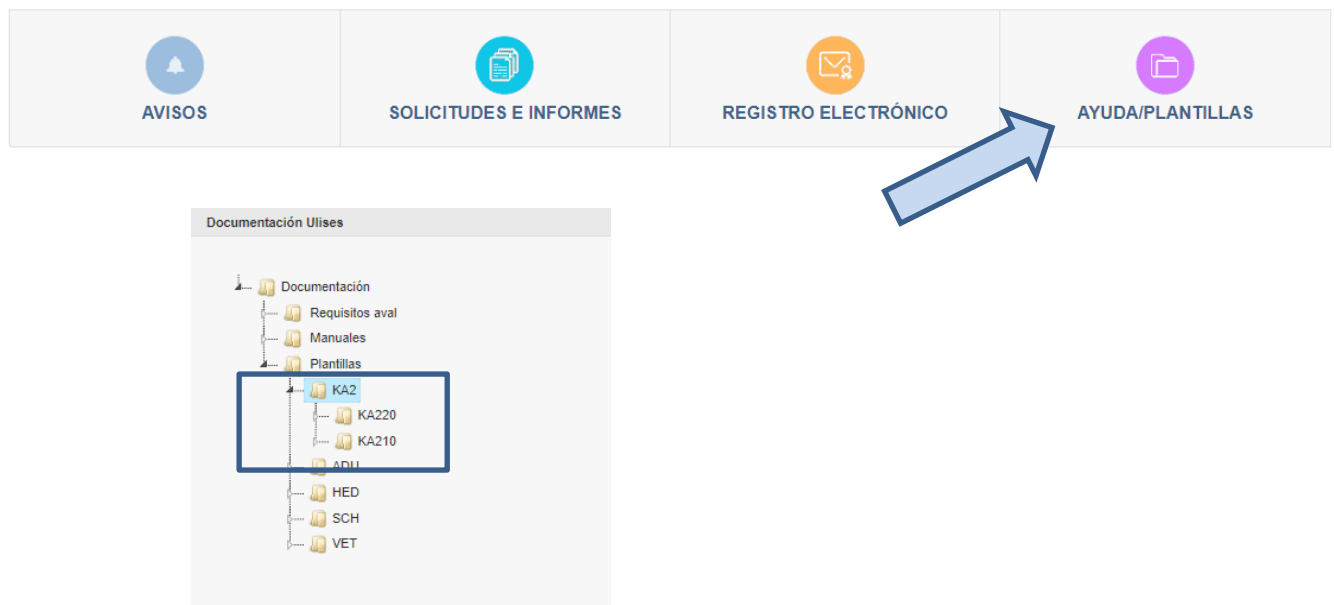 AVISOS
SOLICITUDES E INFORMES
REGISTRO ELECTRÓNICO
AYUDA/PLANTILLAS
Documentación Ulises
Documentación
Requisitos aval
Manuales
Plantillas
KA2
KA220
KA210
ADU
HED
SCH
VET